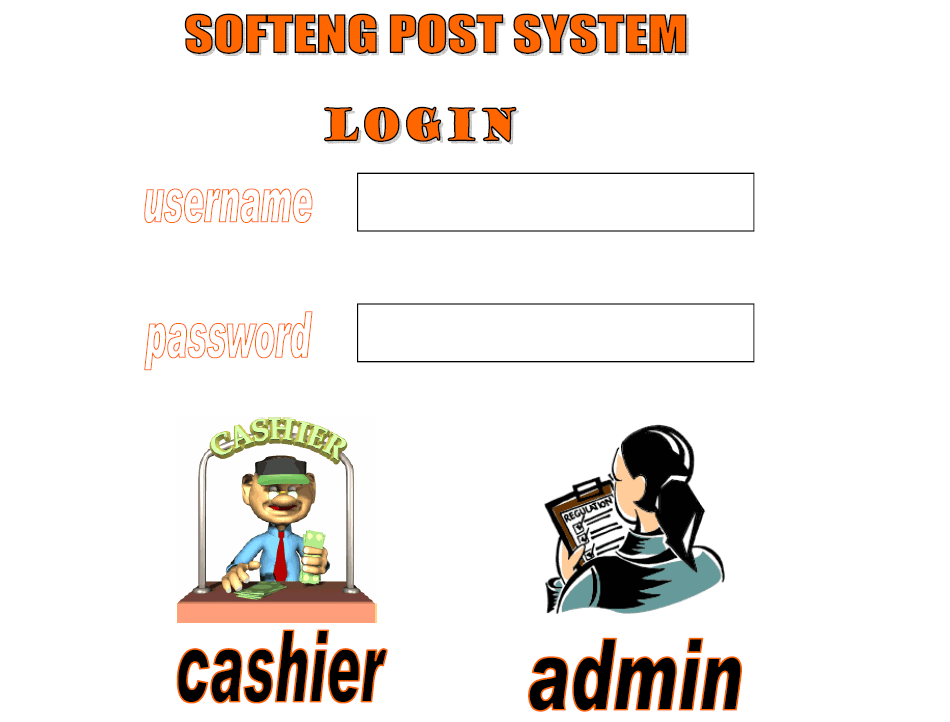 SOFTENG POST SYSTEM
LOGIN
username
password
CASHIER
REGULATION
cashier
admin